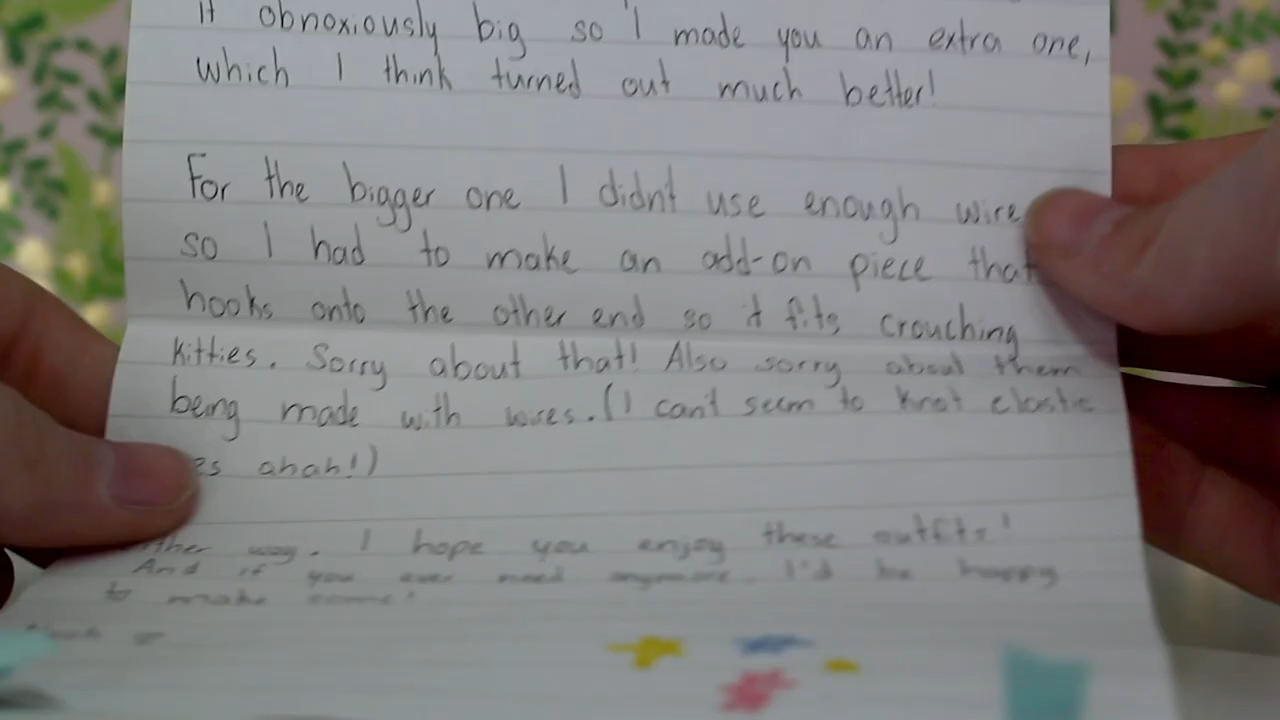 it obnoxiously big so I made you an extra one,
which I think turned out much better!
For the bigger one I didn't use enough wire
so I had to make an add-on piece that
hooks onto the other end so it fits crouching
kitties. Sorry about that! Also sorry about them
being made with wires. (I can't seem to knot elastic
ahah!)
way. I hope you enjoy these outfits!
And if you ever need anymore I'd be happy
to make some!